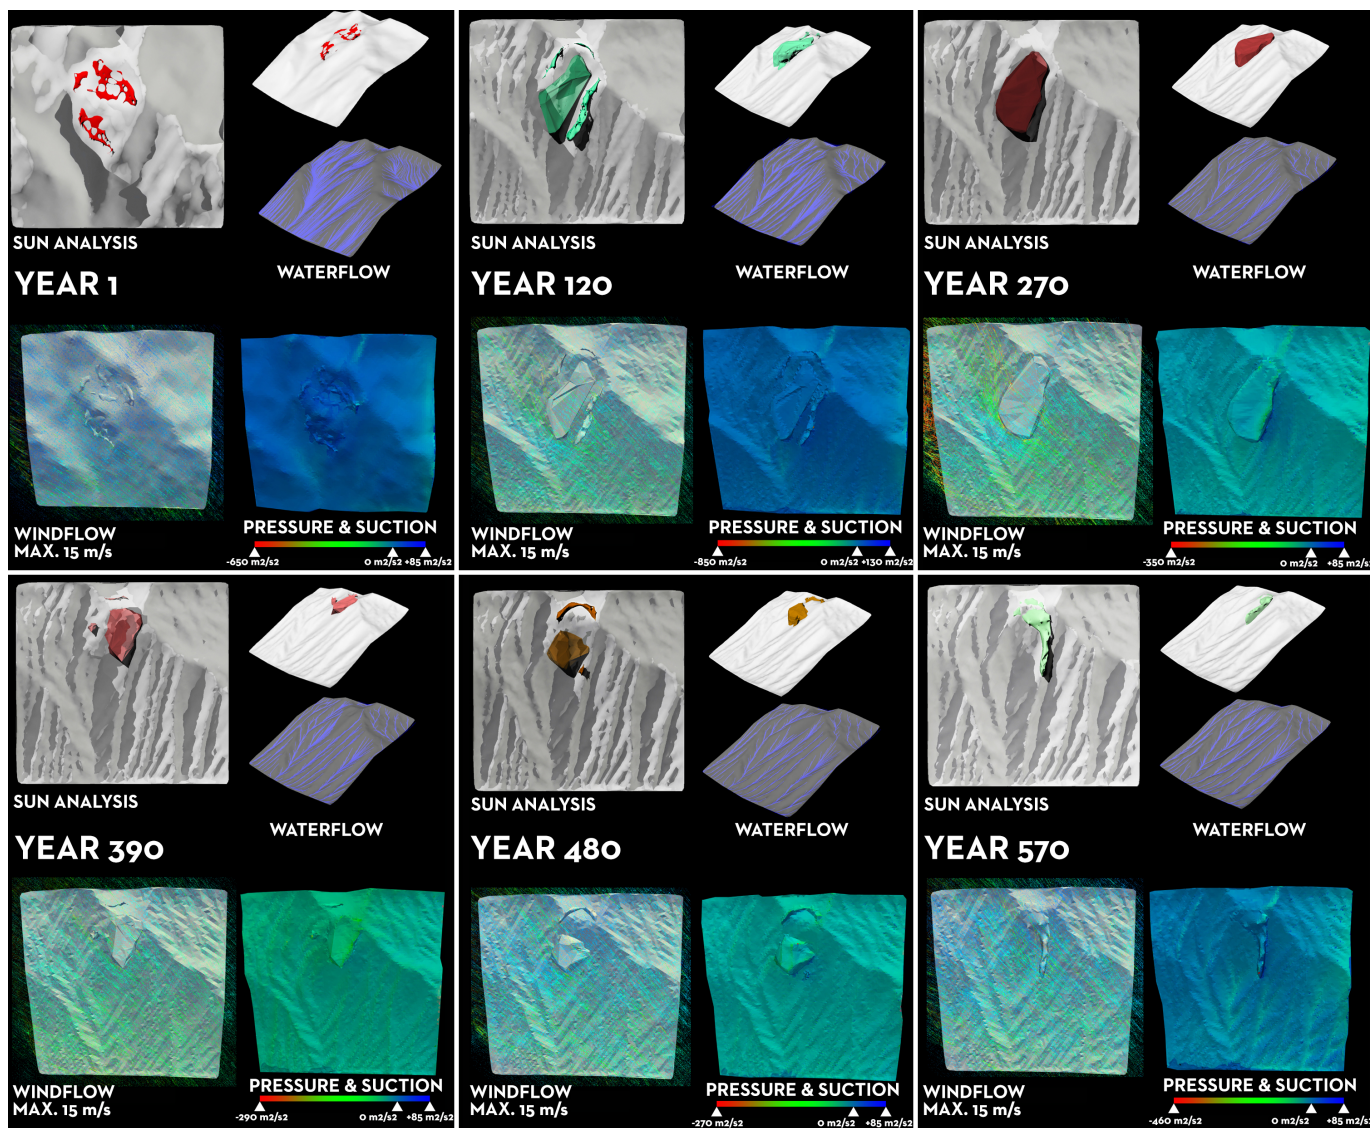 SUN ANALYSIS
WATERFLOW
YEAR 1
WINDFLOW
MAX. 15 m/s
PRESSURE & SUCTION
-650 m2/s2 0 m2/s2 +85 m2/s2
SUN ANALYSIS
WATERFLOW
YEAR 120
WINDFLOW
MAX. 15 m/s
PRESSURE & SUCTION
-850 m2/s2 0 m2/s2 +130 m2/s2
SUN ANALYSIS
WATERFLOW
YEAR 270
WINDFLOW
MAX. 15 m/s
PRESSURE & SUCTION
-350 m2/s2 0 m2/s2 +85 m2/s2
SUN ANALYSIS
WATERFLOW
YEAR 390
WINDFLOW
MAX. 15 m/s
PRESSURE & SUCTION
-290 m2/s2 0 m2/s2 +85 m2/s2
SUN ANALYSIS
WATERFLOW
YEAR 480
WINDFLOW
MAX. 15 m/s
PRESSURE & SUCTION
-270 m2/s2 0 m2/s2 +85 m2/s2
SUN ANALYSIS
WATERFLOW
YEAR 570
WINDFLOW
MAX. 15 m/s
PRESSURE & SUCTION
-460 m2/s2 0 m2/s2 +85 m2/s2